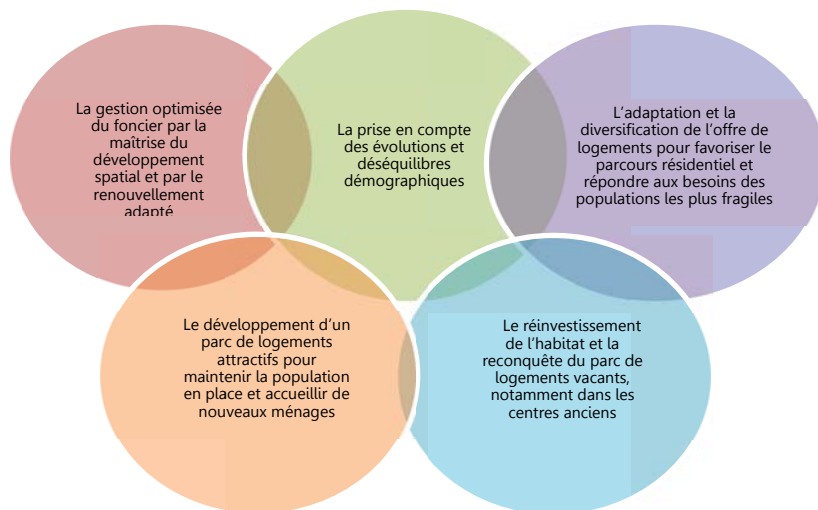 La gestion optimisée
du foncier par la
maîtrise du
développement
spatial et par le
renouvellement
adapté
La prise en compte
des évolutions et
déséquilibres
démographiques
L’adaptation et la
diversification de l’offre de
logements pour favoriser le
parcours résidentiel et
répondre aux besoins des
populations les plus fragiles
Le développement d’un
parc de logements
attractifs pour
maintenir la population
en place et accueillir de
nouveaux ménages
Le réinvestissement
de l’habitat et la
reconquête du parc de
logements vacants,
notamment dans les
centres anciens